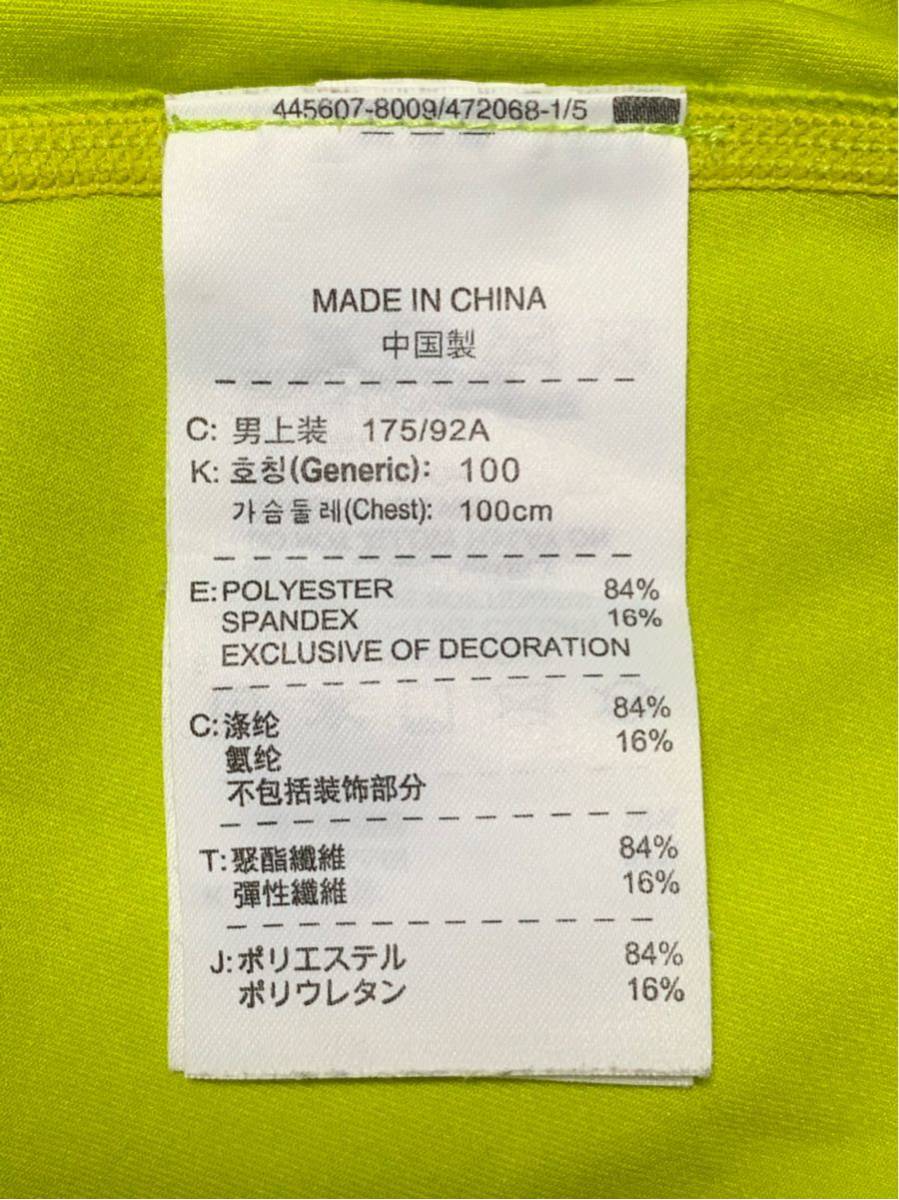 445607-8009/472068-1/5
MADE IN CHINA
中国製
C: 男上装 175/92A
K: 호칭(Generic): 100
가슴둘레(Chest): 100cm
E:POLYESTER 84%
SPANDEX 16%
EXCLUSIVE OF DECORATION
C:涤纶 84%
氨纶 16%
不包括装饰部分
T:聚酯纖維 84%
彈性纖維 16%
J:ポリエステル 84%
ポリウレタン 16%